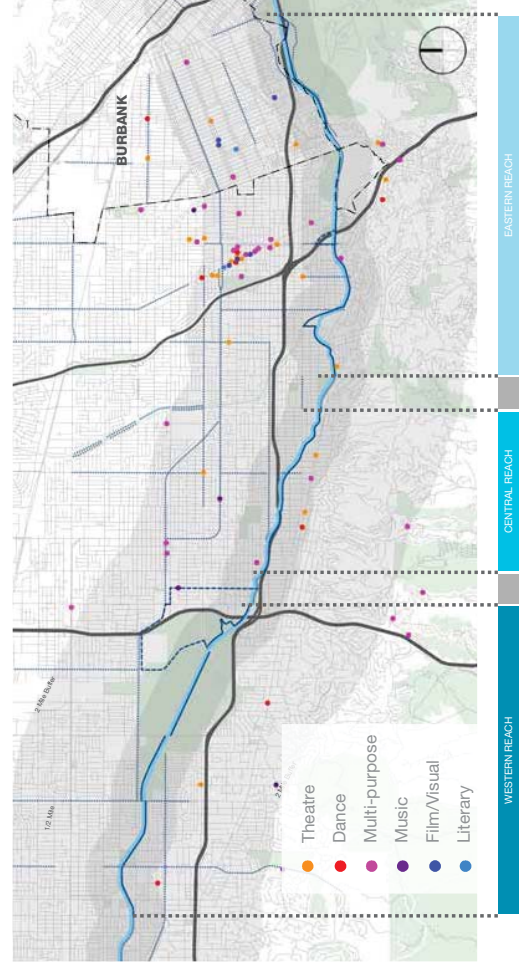 BURBANK
2 Mile Buffer
1/2 Mile
Theatre
Dance
Multi-purpose
Music
Film/Visual
Literary
WESTERN REACH
CENTRAL REACH
EASTERN REACH